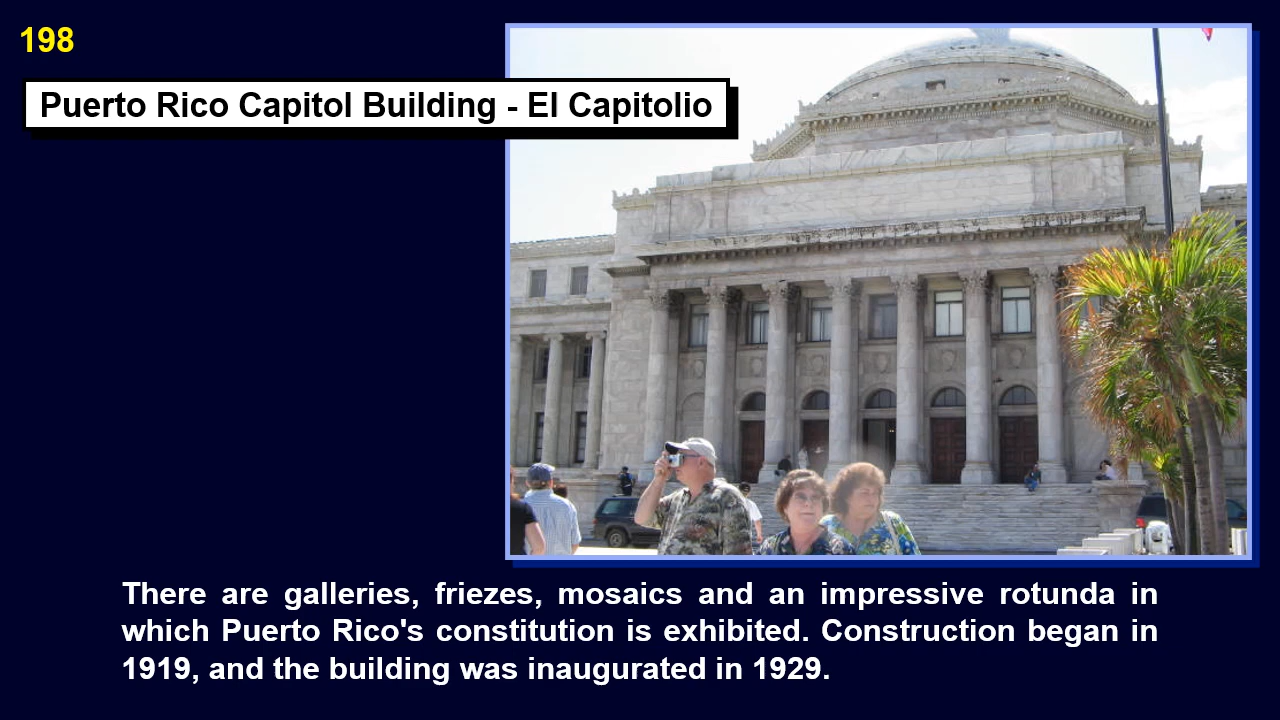 198
Puerto Rico Capitol Building - El Capitolio
There are galleries, friezes, mosaics and an impressive rotunda in
which Puerto Rico's constitution is exhibited. Construction began in
1919, and the building was inaugurated in 1929.